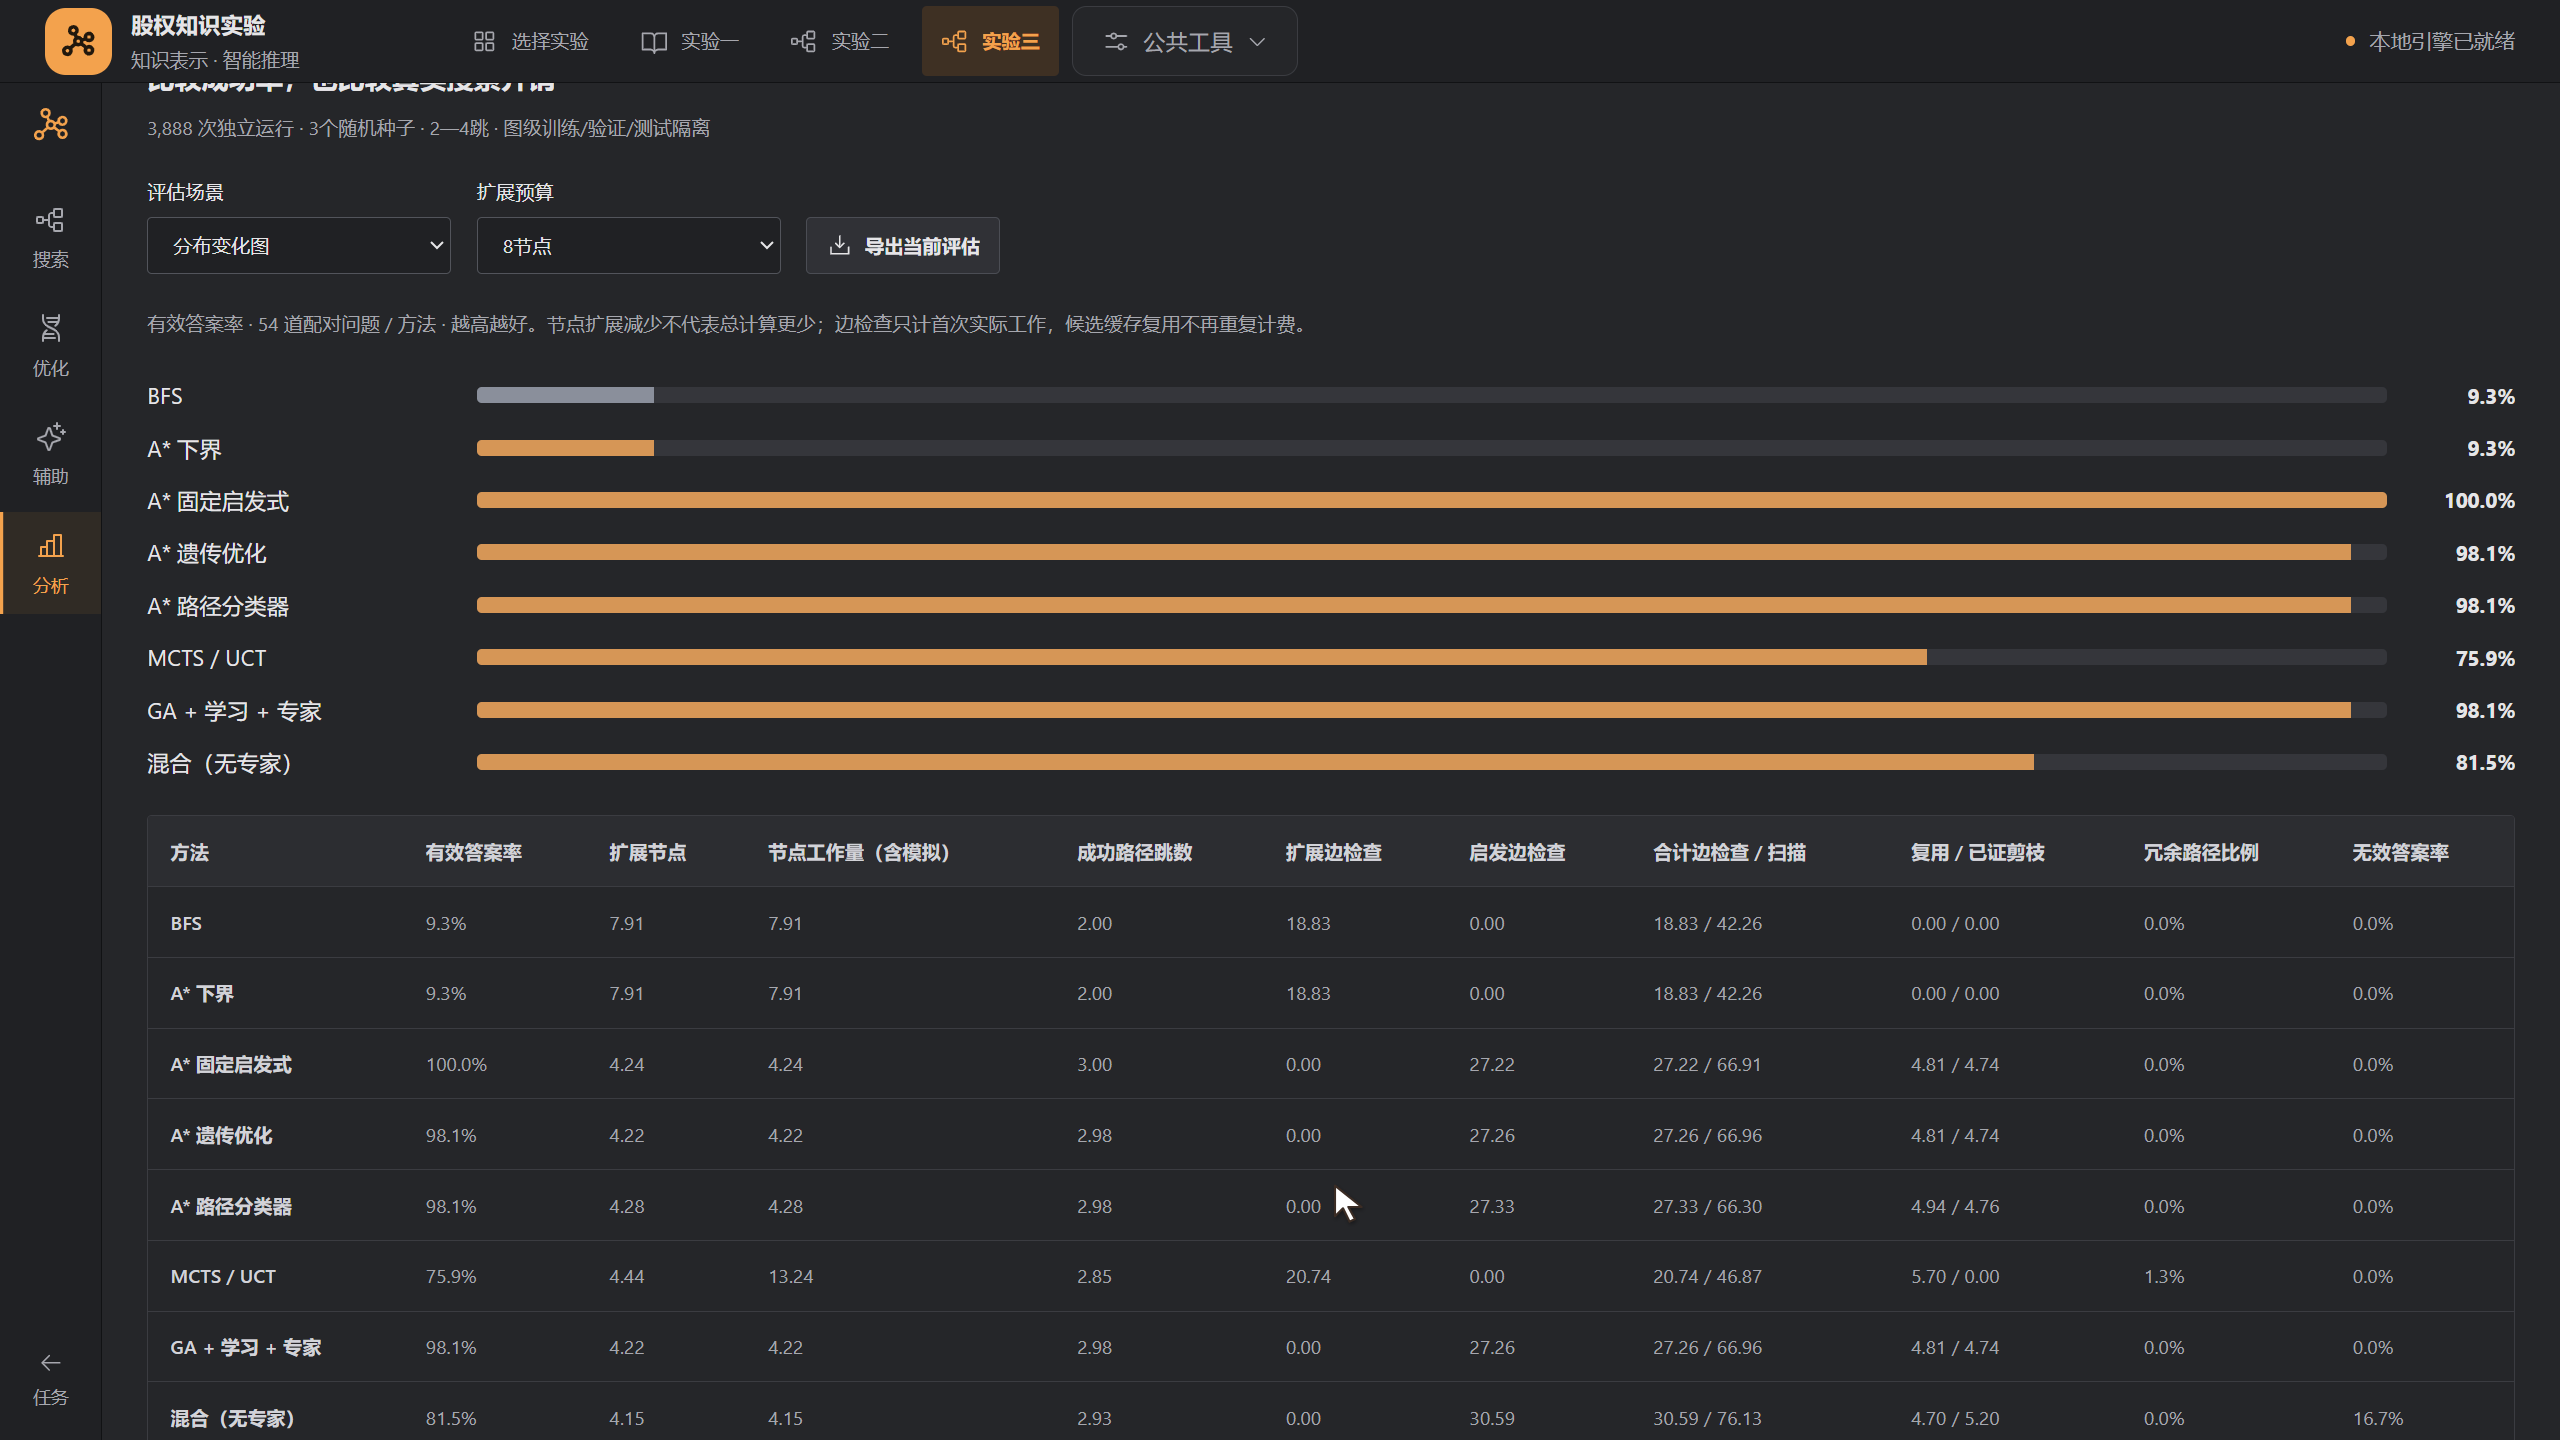 股权知识实验
知识表示 · 智能推理
选择实验
实验一
实验二
实验三
公共工具
本地引擎已就绪
搜索
优化
辅助
分析
任务
比较成功率，也比较真实搜索开销
3,888 次独立运行 · 3个随机种子 · 2—4跳 · 图级训练/验证/测试隔离
评估场景
扩展预算
分布变化图
8节点
导出当前评估
有效答案率 · 54 道配对问题 / 方法 · 越高越好。节点扩展减少不代表总计算更少；边检查只计首次实际工作，候选缓存复用不再重复计费。
BFS 9.3%
A* 下界 9.3%
A* 固定启发式 100.0%
A* 遗传优化 98.1%
A* 路径分类器 98.1%
MCTS / UCT 75.9%
GA + 学习 + 专家 98.1%
混合（无专家） 81.5%
方法 有效答案率 扩展节点 节点工作量（含模拟） 成功路径跳数 扩展边检查 启发边检查 合计边检查 / 扫描 复用 / 已证剪枝 冗余路径比例 无效答案率
BFS 9.3% 7.91 7.91 2.00 18.83 0.00 18.83 / 42.26 0.00 / 0.00 0.0% 0.0%
A* 下界 9.3% 7.91 7.91 2.00 18.83 0.00 18.83 / 42.26 0.00 / 0.00 0.0% 0.0%
A* 固定启发式 100.0% 4.24 4.24 3.00 0.00 27.22 27.22 / 66.91 4.81 / 4.74 0.0% 0.0%
A* 遗传优化 98.1% 4.22 4.22 2.98 0.00 27.26 27.26 / 66.96 4.81 / 4.74 0.0% 0.0%
A* 路径分类器 98.1% 4.28 4.28 2.98 0.00 27.33 27.33 / 66.30 4.94 / 4.76 0.0% 0.0%
MCTS / UCT 75.9% 4.44 13.24 2.85 20.74 0.00 20.74 / 46.87 5.70 / 0.00 1.3% 0.0%
GA + 学习 + 专家 98.1% 4.22 4.22 2.98 0.00 27.26 27.26 / 66.96 4.81 / 4.74 0.0% 0.0%
混合（无专家） 81.5% 4.15 4.15 2.93 0.00 30.59 30.59 / 76.13 4.70 / 5.20 0.0% 16.7%